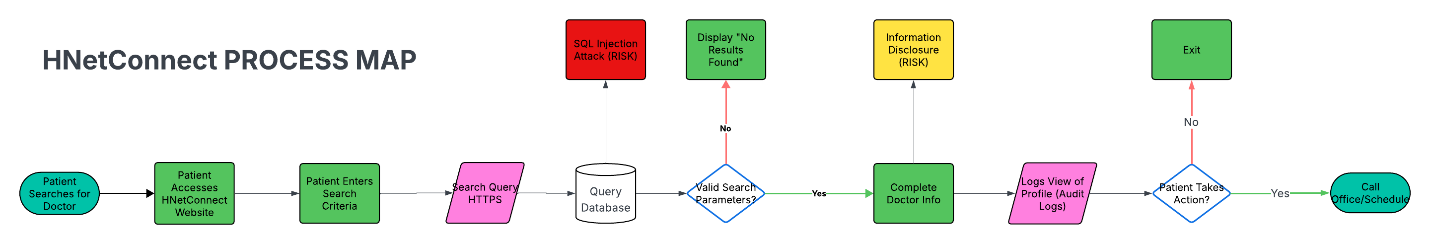 HNetConnect PROCESS MAP
SQL Injection
Attack (RISK)
Display "No
Results
Found"
Information
Disclosure
(RISK)
Exit
No
No
Patient
Searches for
Doctor
Patient
Accesses
HNetConnect
Website
Patient Enters
Search
Criteria
Search Query
HTTPS
Query
Database
Valid Search
Parameters?
Yes
Complete
Doctor Info
Logs View of
Profile (Audit
Logs)
Patient Takes
Action?
Yes
Call
Office/Schedule